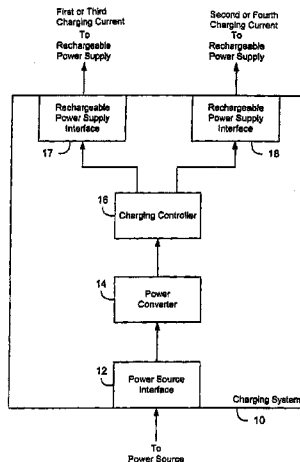 First or Third
Charging Current
To
Rechargeable
Power Supply
Second or Fourth
Charging Current
To
Rechargeable
Power Supply
Rechargeable
Power Supply
Interface
17
Rechargeable
Power Supply
Interface
18
16
Charging Controller
14
Power
Converter
12
Power Source
Interface
Charging System
10
To
Power Source